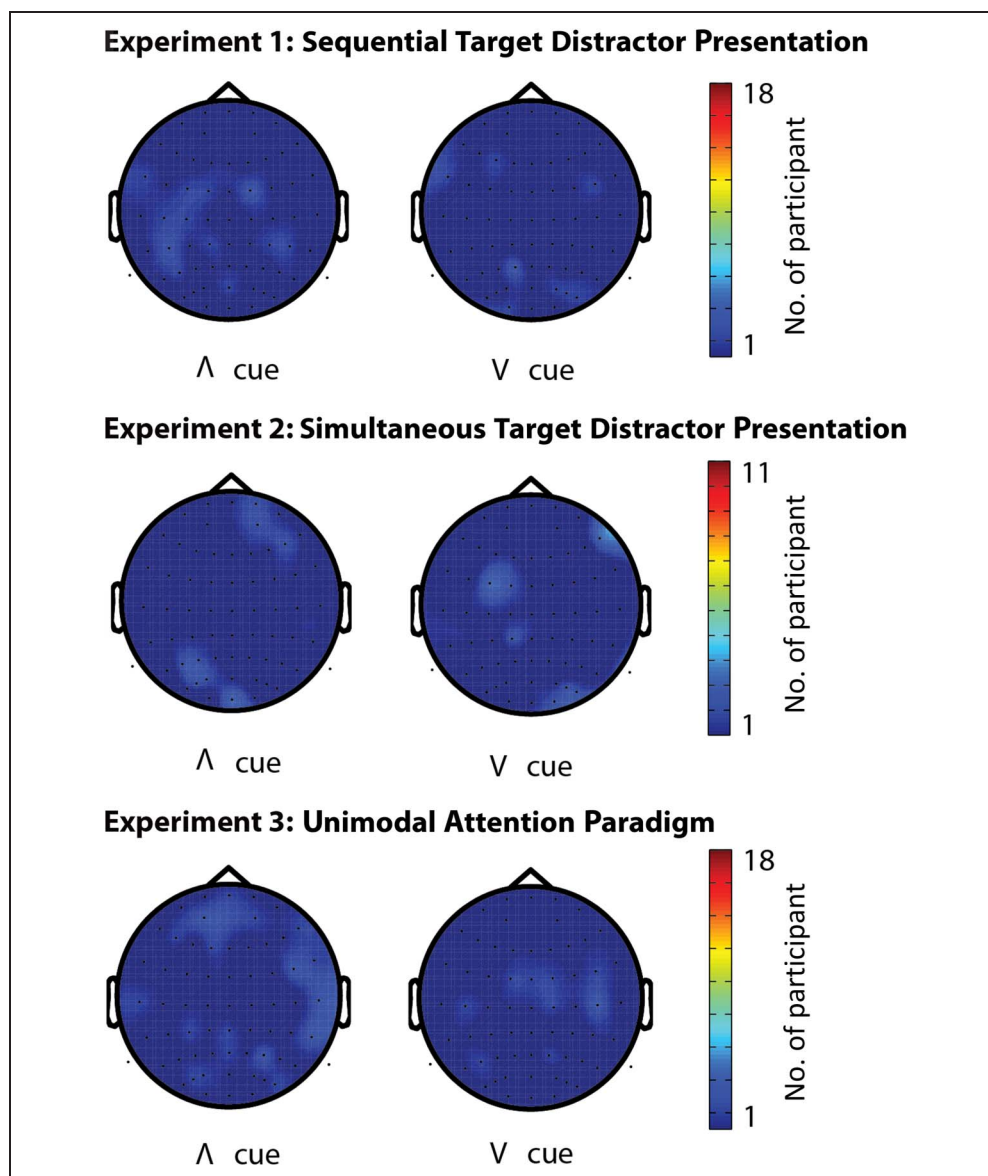 Experiment 1: Sequential Target Distractor Presentation
18
No. of participant
1
Λ cue
V cue
Experiment 2: Simultaneous Target Distractor Presentation
11
No. of participant
1
Λ cue
V cue
Experiment 3: Unimodal Attention Paradigm
18
No. of participant
1
Λ cue
V cue